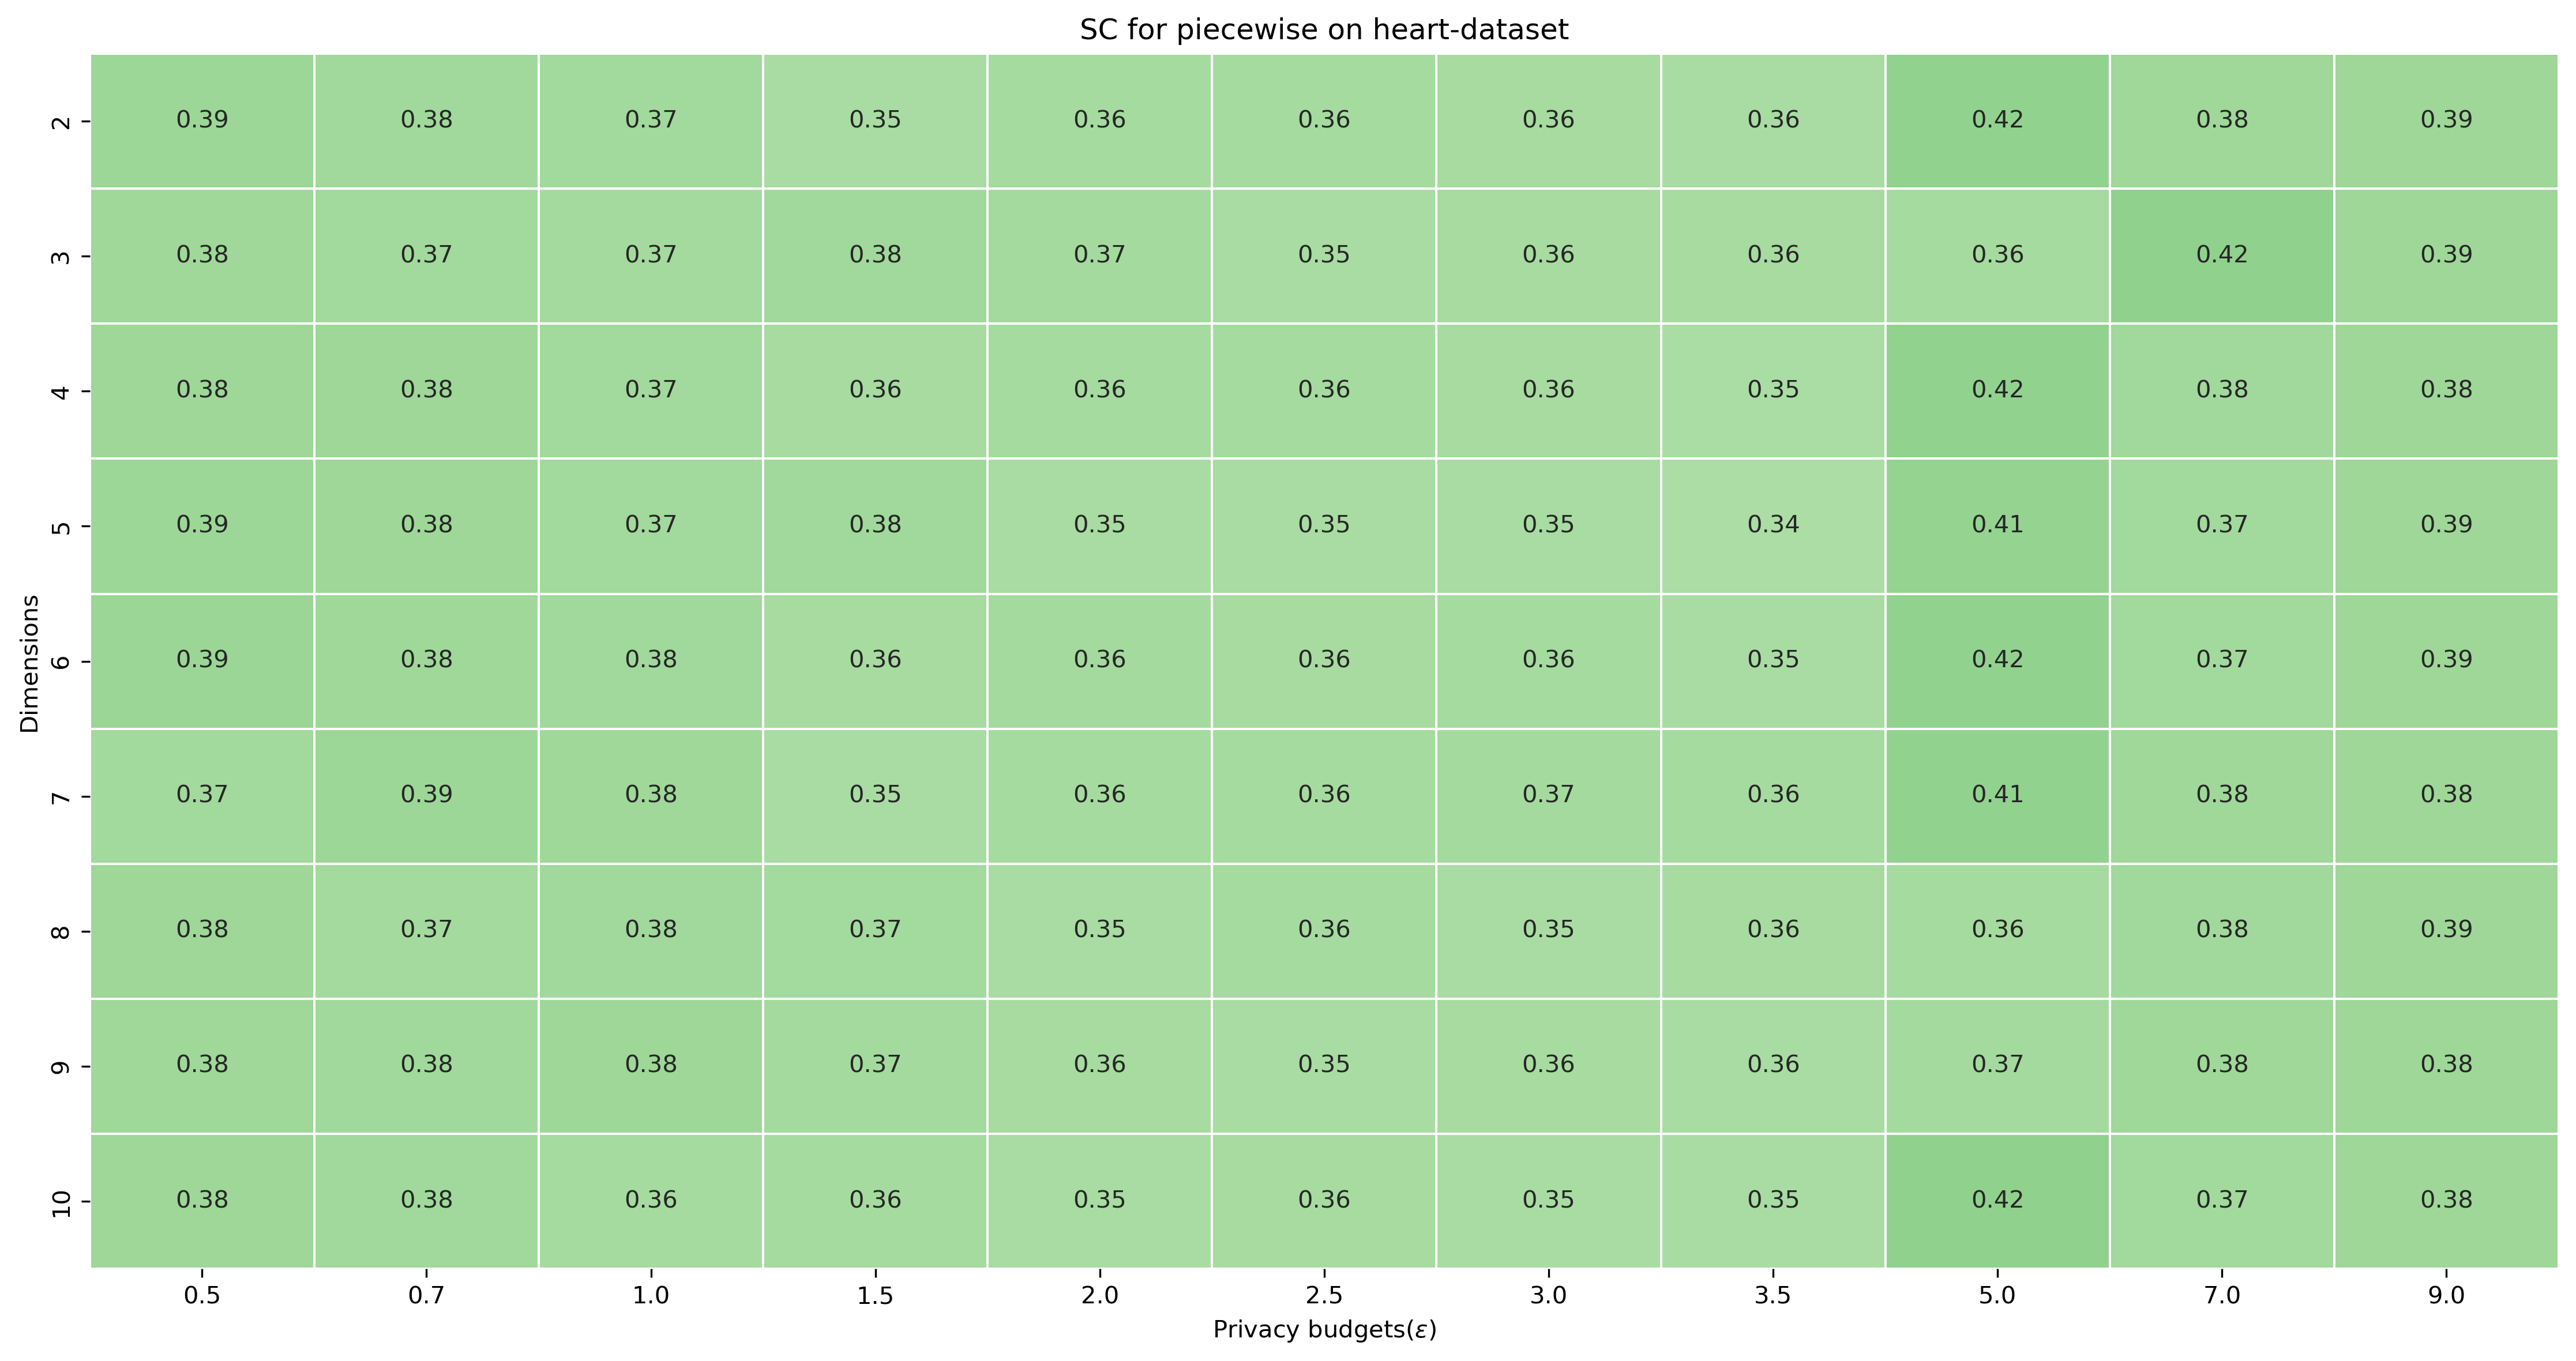 SC for piecewise on heart-dataset
2 0.39 0.38 0.37 0.35 0.36 0.36 0.36 0.36 0.42 0.38 0.39
3 0.38 0.37 0.37 0.38 0.37 0.35 0.36 0.36 0.36 0.42 0.39
4 0.38 0.38 0.37 0.36 0.36 0.36 0.36 0.35 0.42 0.38 0.38
5 0.39 0.38 0.37 0.38 0.35 0.35 0.35 0.34 0.41 0.37 0.39
Dimensions
6 0.39 0.38 0.38 0.36 0.36 0.36 0.36 0.35 0.42 0.37 0.39
7 0.37 0.39 0.38 0.35 0.36 0.36 0.37 0.36 0.41 0.38 0.38
8 0.38 0.37 0.38 0.37 0.35 0.36 0.35 0.36 0.36 0.38 0.39
9 0.38 0.38 0.38 0.37 0.36 0.35 0.36 0.36 0.37 0.38 0.38
10 0.38 0.38 0.36 0.36 0.35 0.36 0.35 0.35 0.42 0.37 0.38
0.5 0.7 1.0 1.5 2.0 2.5 3.0 3.5 5.0 7.0 9.0
Privacy budgets(ε)